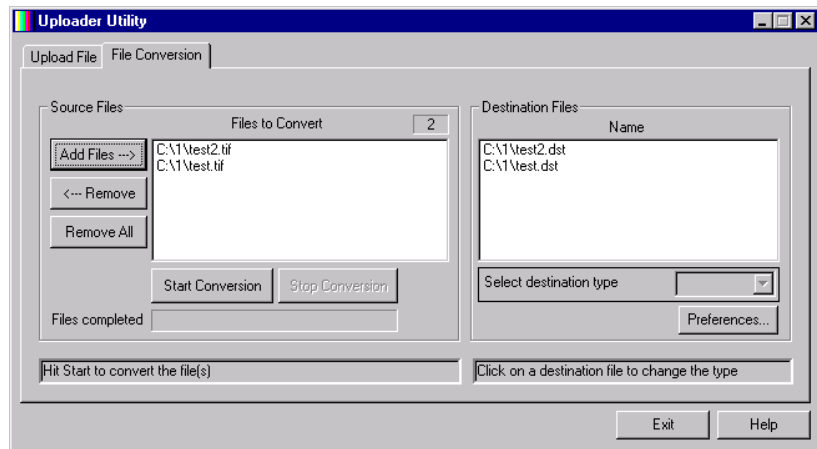 Uploader Utility
Upload File File Conversion
Source Files
Files to Convert 2
Add Files --->
<--- Remove
Remove All
C:\1\test2.tif
C:\1\test.tif
Start Conversion Stop Conversion
Files completed
Destination Files
Name
C:\1\test2.dst
C:\1\test.dst
Select destination type
Preferences...
Hit Start to convert the file(s)
Click on a destination file to change the type
Exit Help